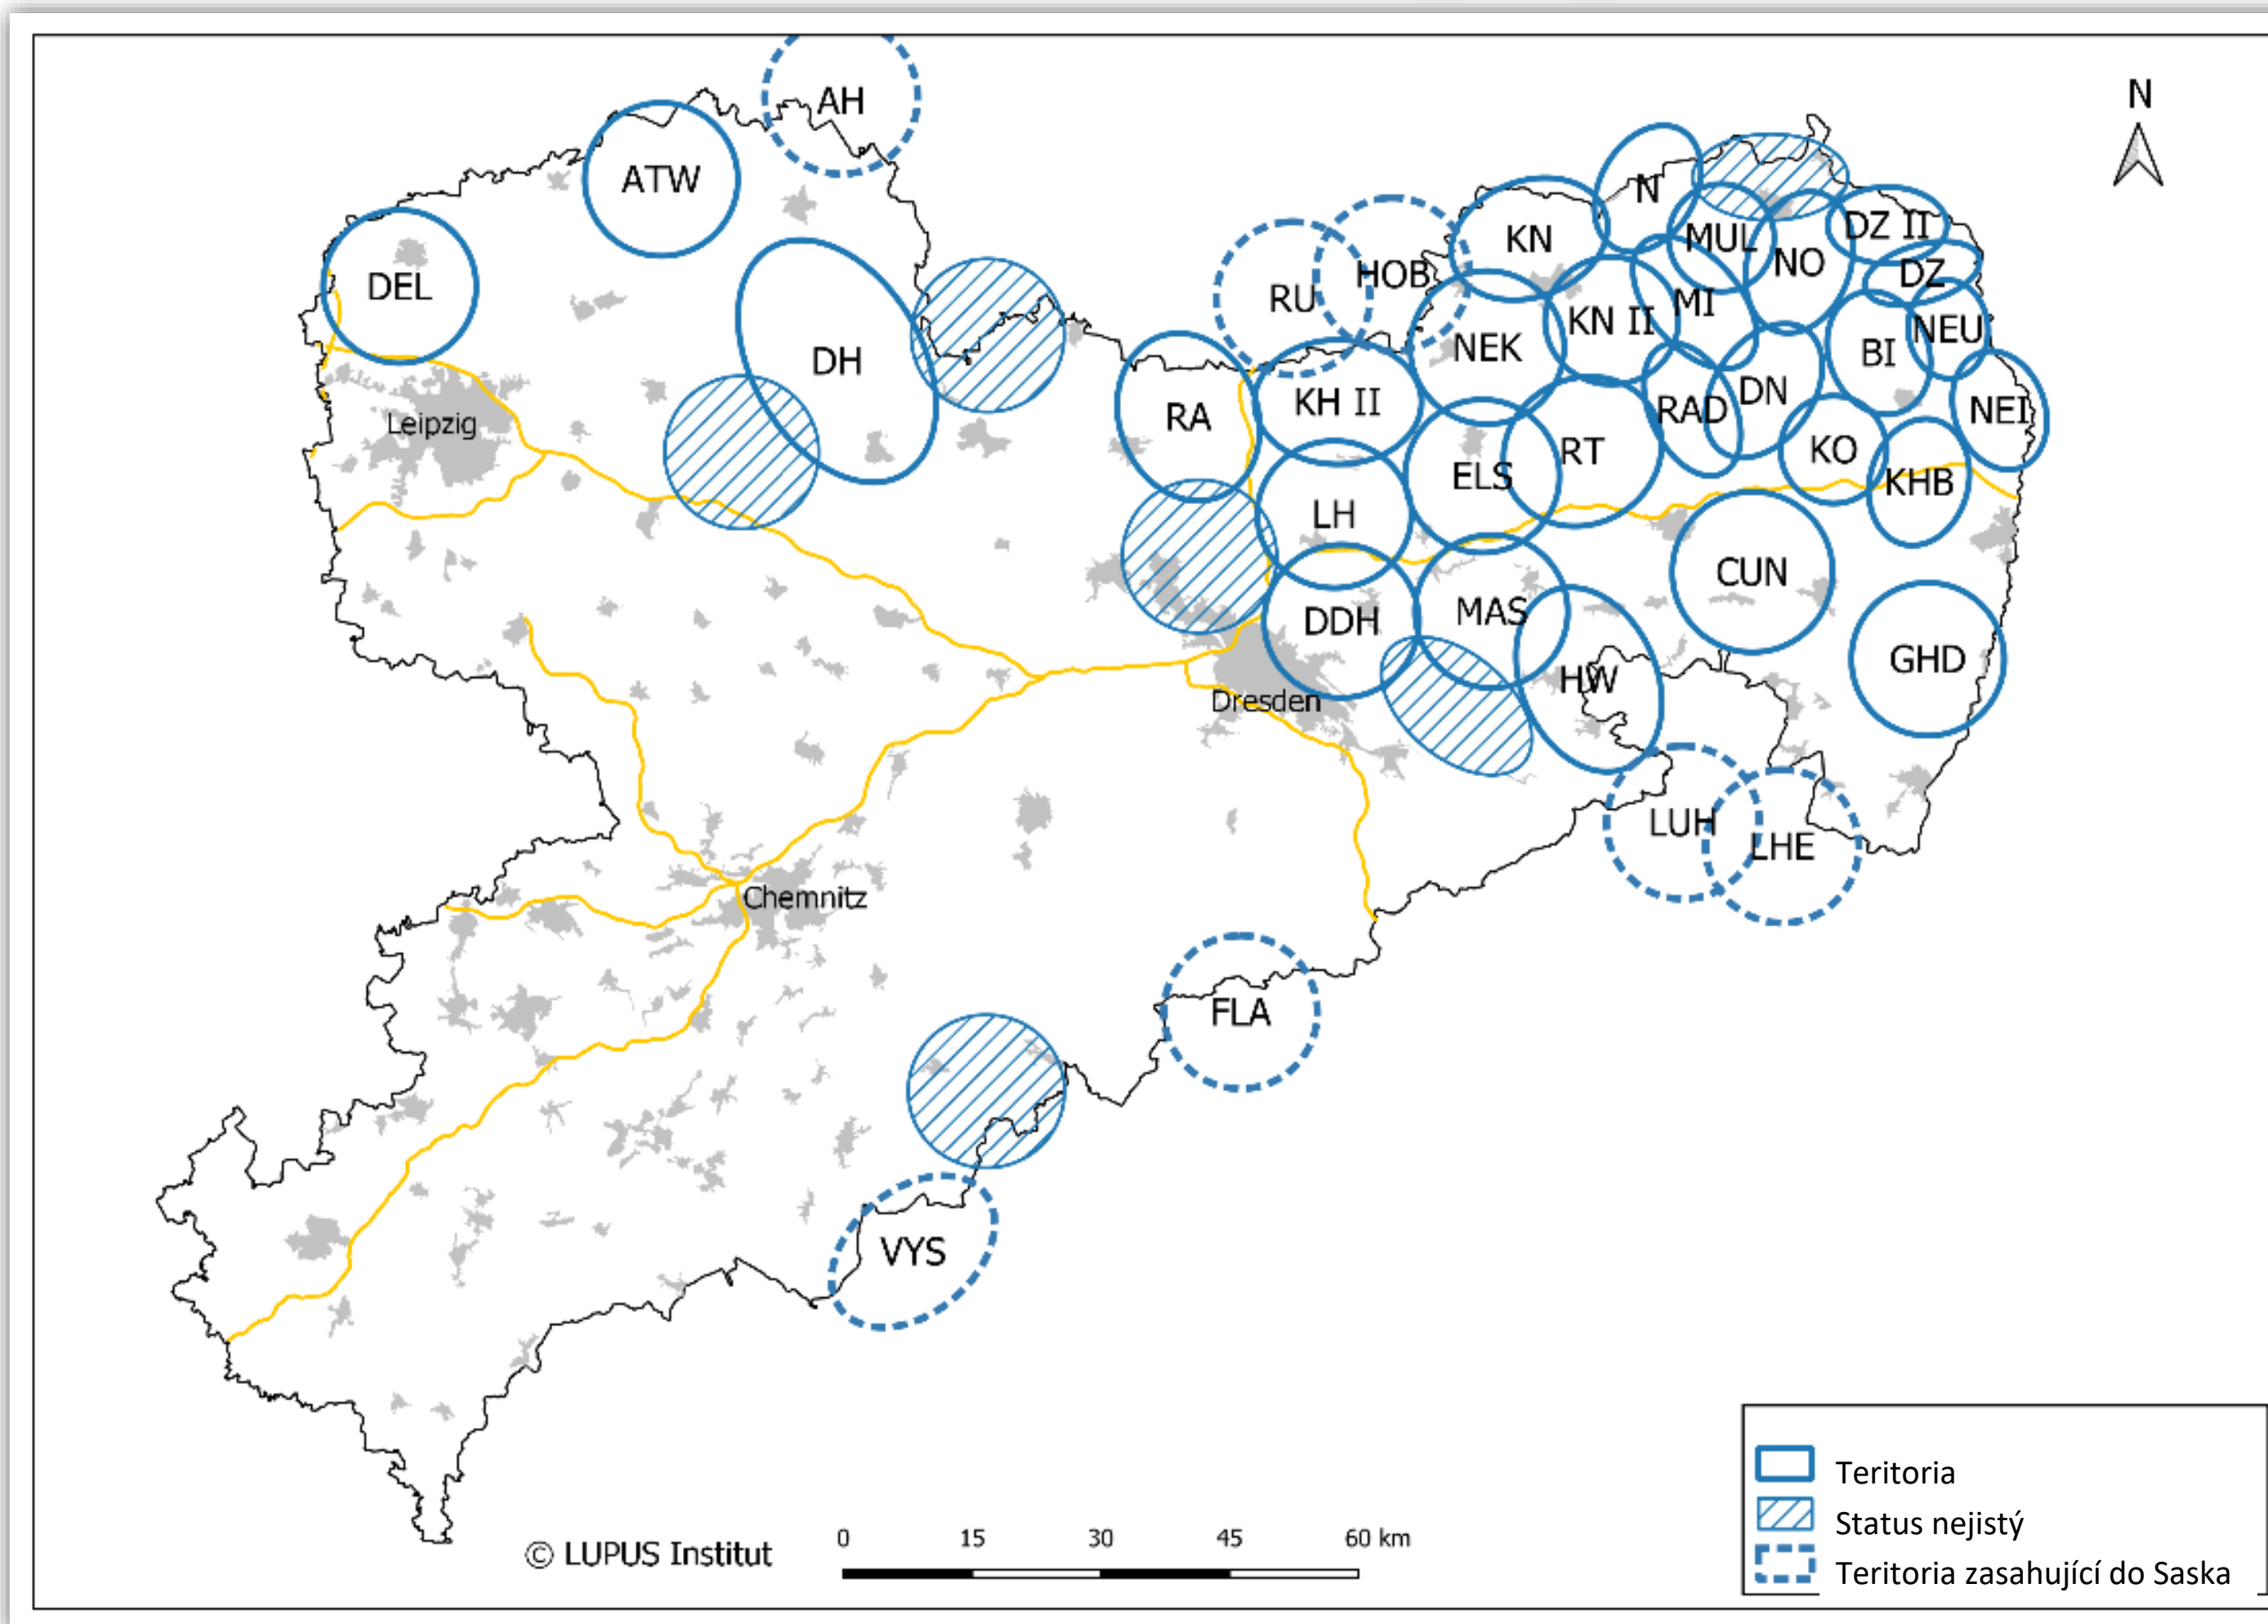 AH
N
ATW
N
DEL
KN
MUL
DZ II
NO
DZ
HOB
RU
MI
KN II
NEU
NEK
BI
DH
DN
KH II
RA
RAD
NEI
Leipzig
RT
KO
ELS
KHB
LH
CUN
MAS
DDH
GHD
HW
Dresden
LUH
LHE
Chemnitz
FLA
VYS
Teritoria
Status nejistý
Teritoria zasahující do Saska
© LUPUS Institut
0 15 30 45 60 km